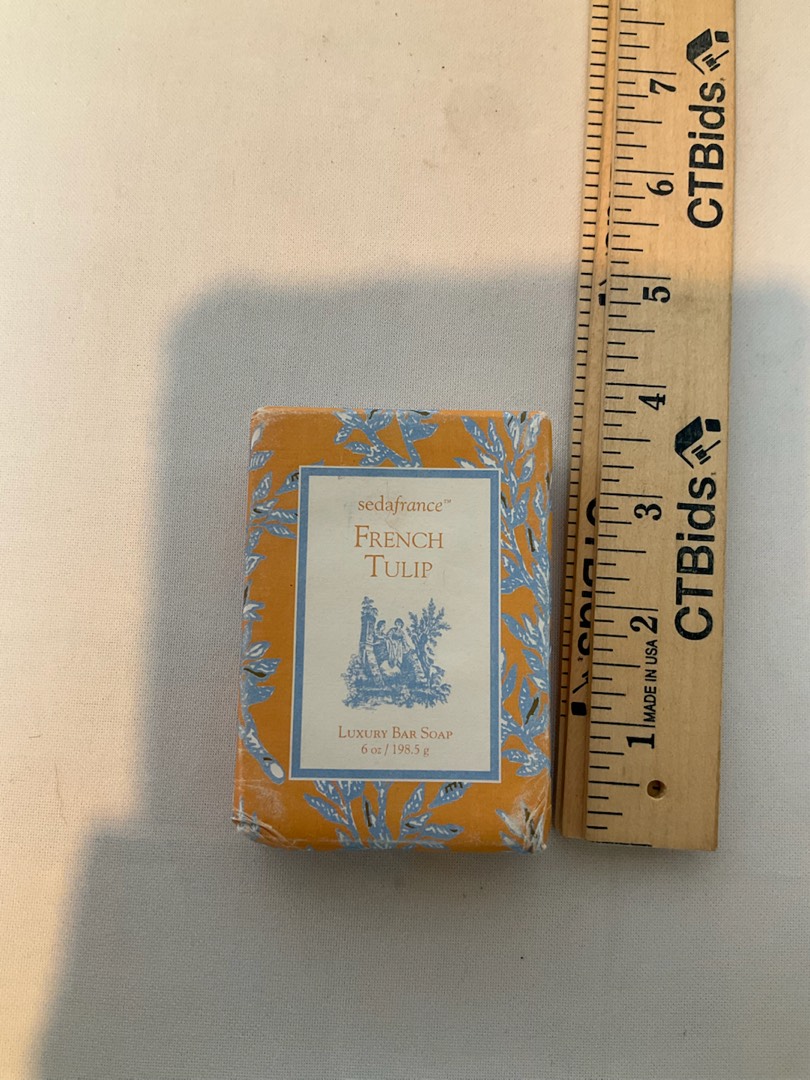 sedafrance™
FRENCH
TULIP
LUXURY BAR SOAP
6 oz / 198.5 g
CTBids
CTBids
MADE IN USA
1
2
3
4
5
6
7